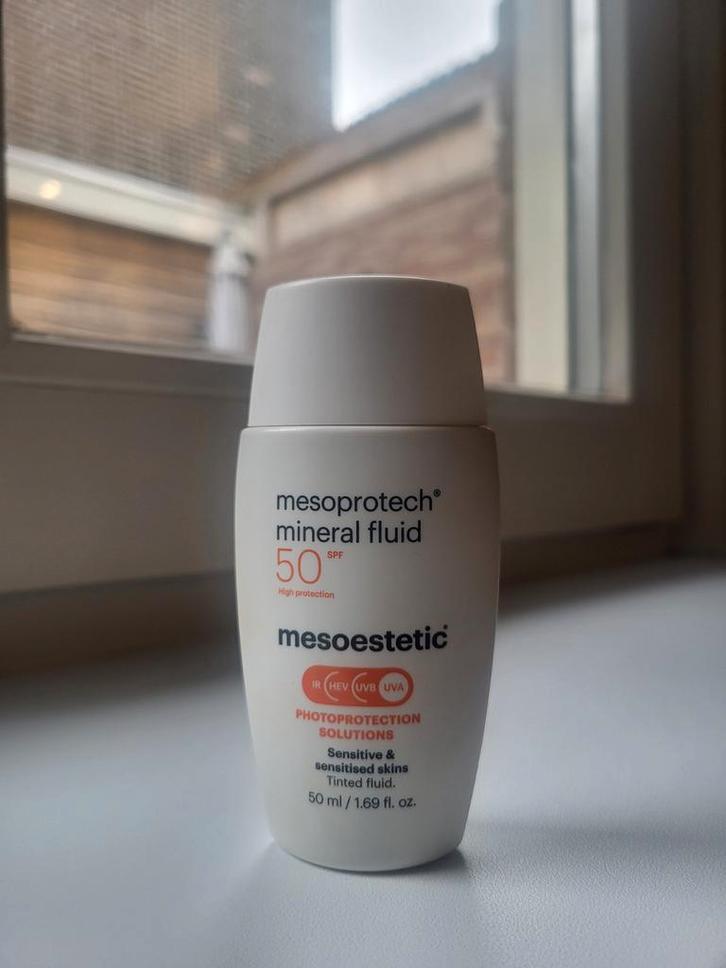 mesoprotech®
mineral fluid
50 SPF
High protection
mesoestetic®
IR HEV UVB UVA
PHOTOPROTECTION
SOLUTIONS
Sensitive &
sensitised skins
Tinted fluid.
50 ml / 1.69 fl. oz.